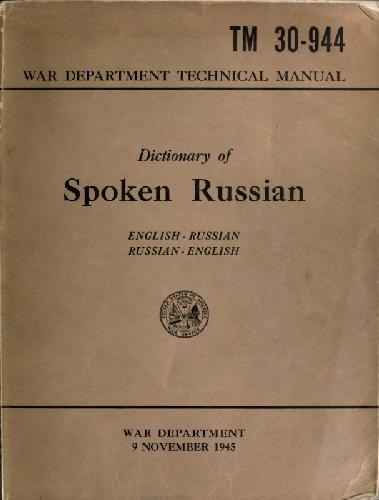 TM 30-944
WAR DEPARTMENT TECHNICAL MANUAL
Dictionary of
Spoken Russian
ENGLISH - RUSSIAN
RUSSIAN - ENGLISH
WAR DEPARTMENT
9 NOVEMBER 1945